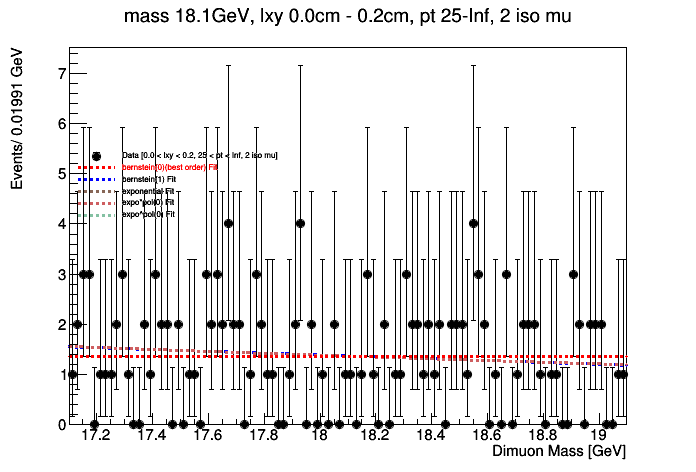 mass 18.1GeV, lxy 0.0cm - 0.2cm, pt 25-Inf, 2 iso mu
Events/ 0.01991 GeV
7
6
5
4
3
2
1
0
Data [0.0 < lxy < 0.2, 25 < pt < Inf, 2 iso mu]
bernstein[0](best order) Fit
bernstein[1] Fit
exponential Fit
expo*pol(0) Fit
expo^pol(0) Fit
17.2 17.4 17.6 17.8 18 18.2 18.4 18.6 18.8 19
Dimuon Mass [GeV]